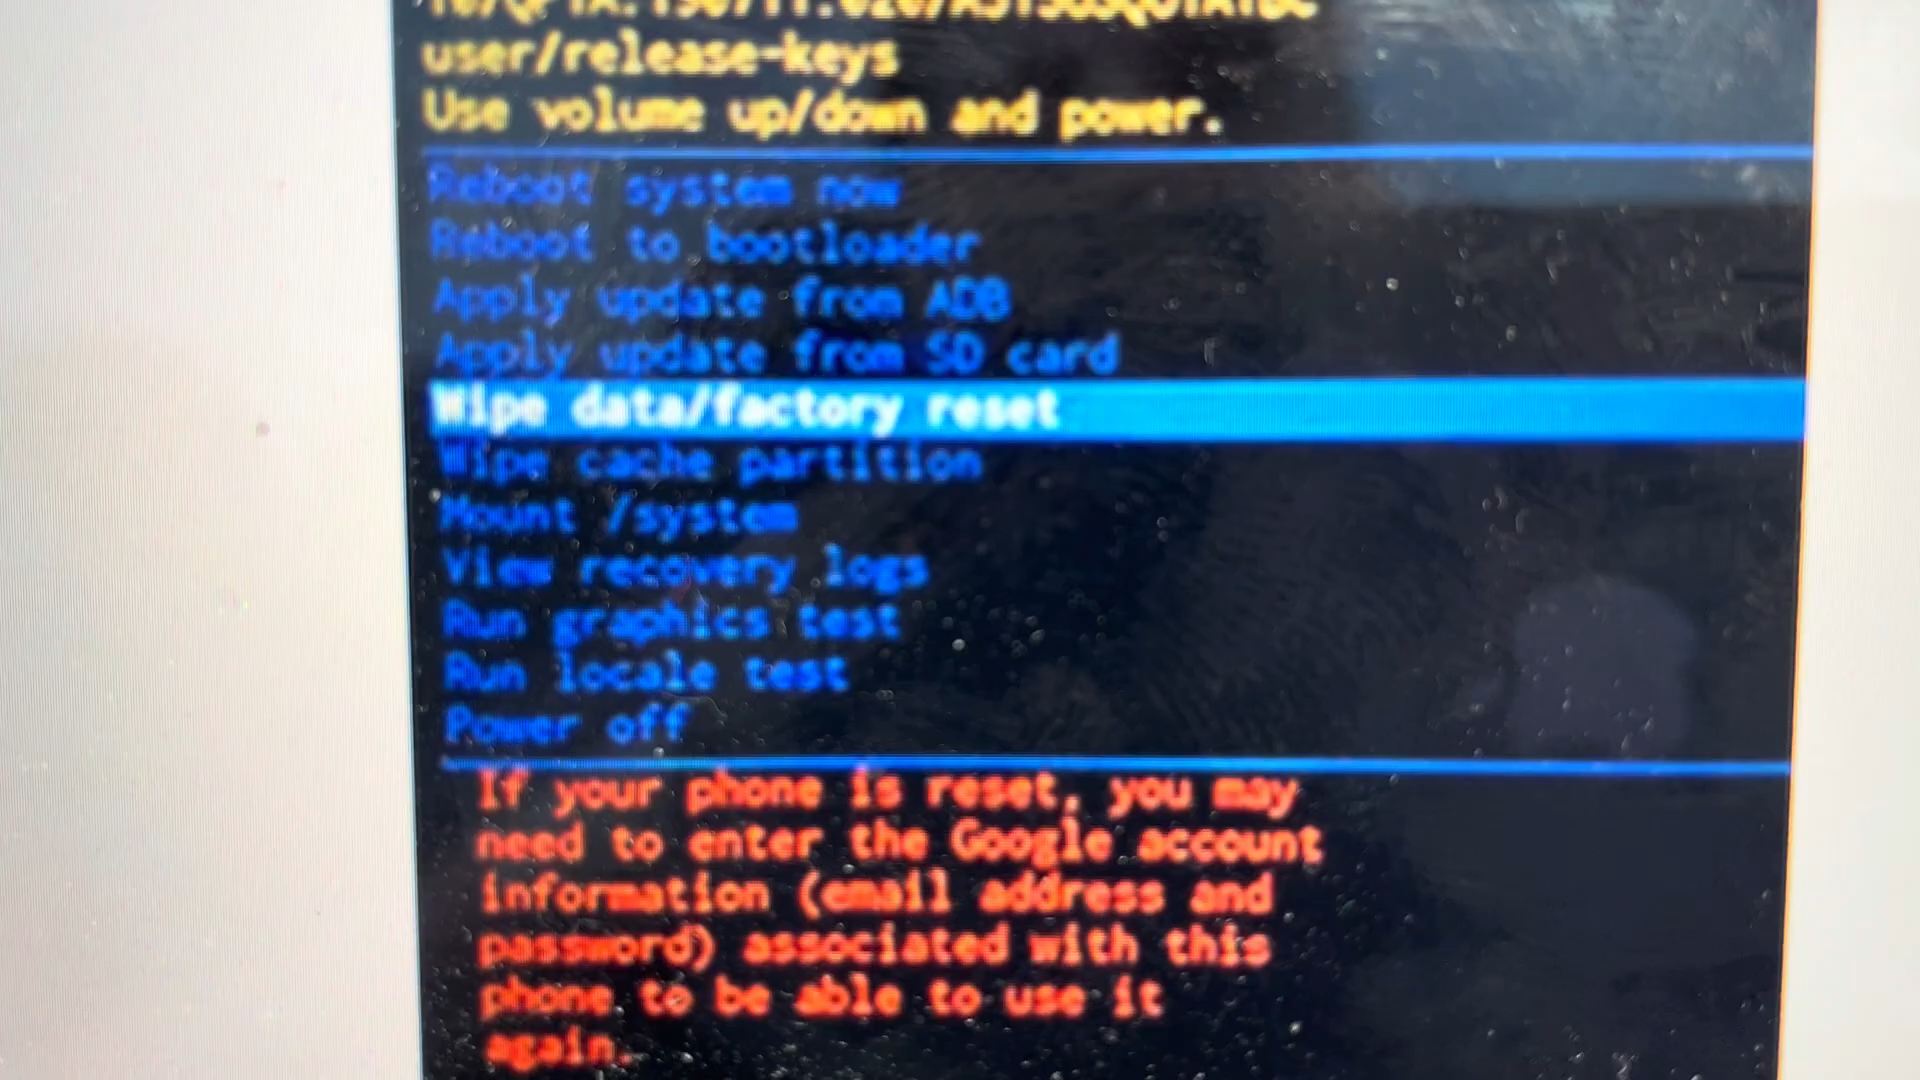 user/release-keys
Use volume up/down and power.
Reboot system now
Reboot to bootloader
Apply update from ADB
Apply update from SD card
Wipe data/factory reset
Wipe cache partition
Mount /system
View recovery logs
Run graphics test
Run locale test
Power off
If your phone is reset, you may
need to enter the Google account
information (email address and
password) associated with this
phone to be able to use it
again.